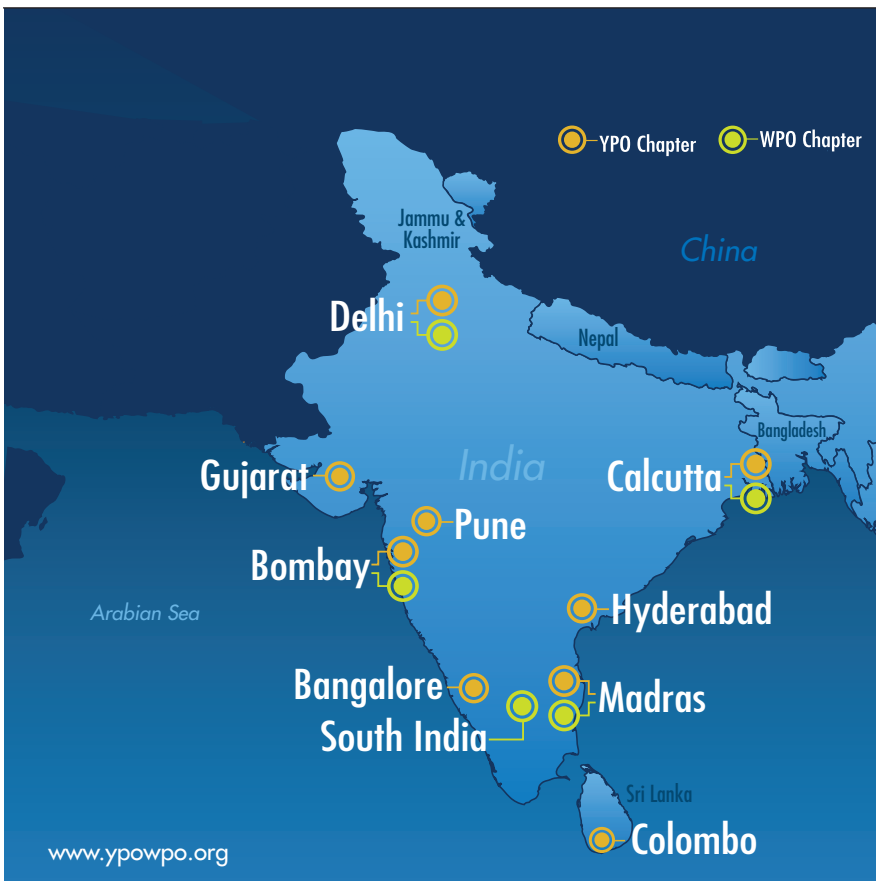 YPO Chapter
WPO Chapter
Jammu &
Kashmir
China
Delhi
Nepal
Bangladesh
India
Gujarat
Calcutta
Pune
Bombay
Arabian Sea
Hyderabad
Bangalore
Madras
South India
Sri Lanka
Colombo
www.ypowpo.org